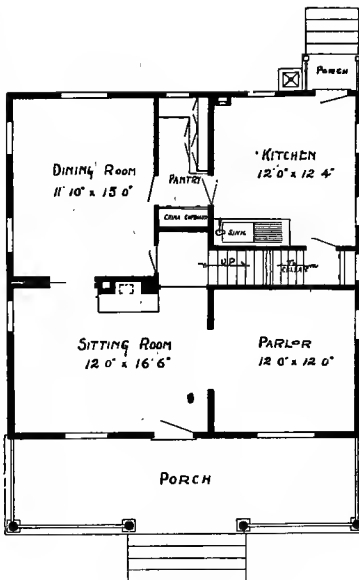 PORCH
DINING ROOM
11'10" x 15'0"
PANTRY
KITCHEN
12'0" x 12'4"
CHINA CUPBOARD
SINK
UP
TO
CELLAR
SITTING ROOM
12'0" x 16'6"
PARLOR
12'0" x 12'0"
PORCH